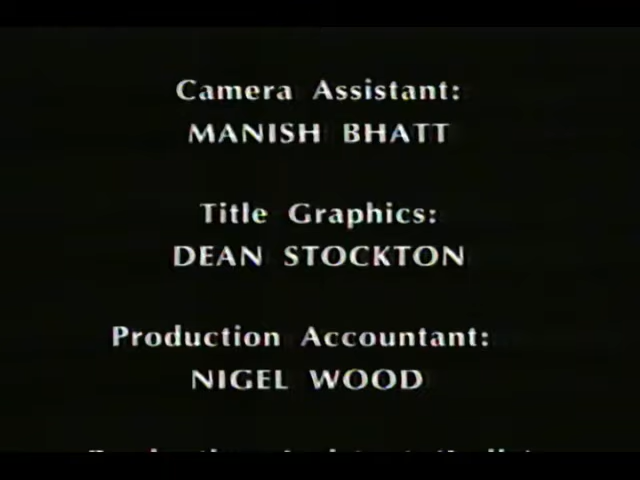 Camera Assistant:
MANISH BHATT
Title Graphics:
DEAN STOCKTON
Production Accountant:
NIGEL WOOD